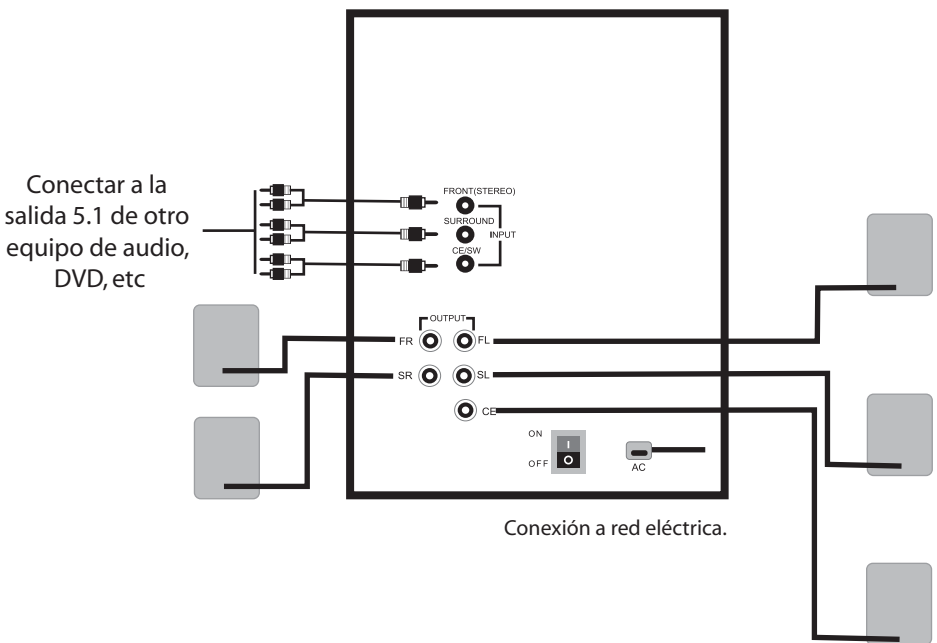 Conectar a la
salida 5.1 de otro
equipo de audio,
DVD, etc
FRONT(STEREO)
SURROUND
INPUT
CE/SW
OUTPUT
FR FL
SR SL
CE
ON
I
OFF O
AC
Conexión a red eléctrica.